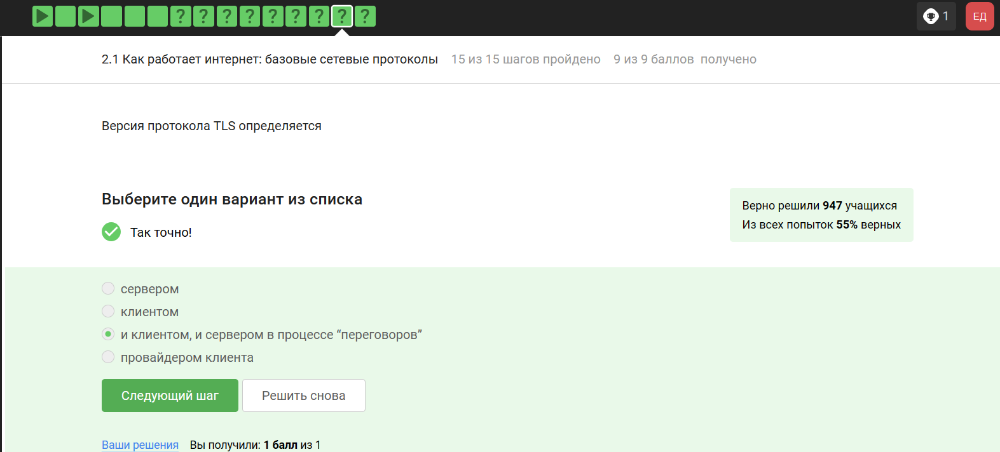 ? ? ? ? ? ? ? ? ?
1
ЕД
2.1 Как работает интернет: базовые сетевые протоколы 15 из 15 шагов пройдено 9 из 9 баллов получено
Версия протокола TLS определяется
Выберите один вариант из списка
Так точно!
Верно решили 947 учащихся
Из всех попыток 55% верных
сервером
клиентом
и клиентом, и сервером в процессе “переговоров”
провайдером клиента
Следующий шаг
Решить снова
Ваши решения Вы получили: 1 балл из 1